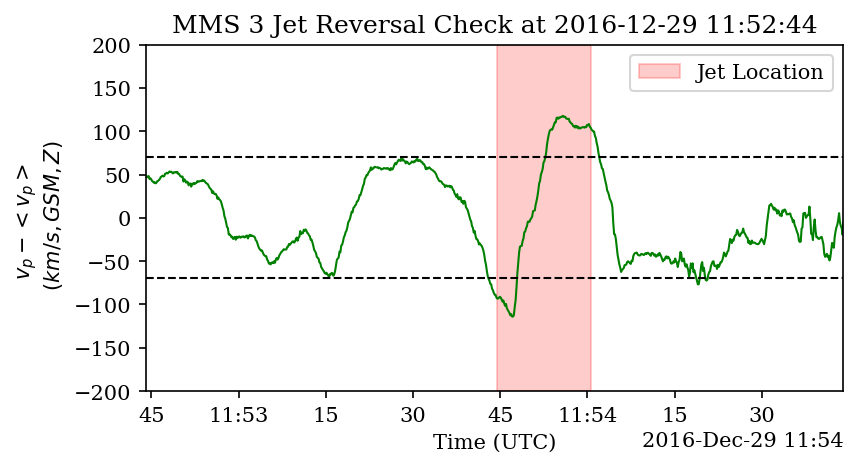 MMS 3 Jet Reversal Check at 2016-12-29 11:52:44
200
150
100
50
0
−50
−100
−150
−200
v_p − < v_p >
(km/s, GSM, Z)
Jet Location
45 11:53 15 30 45 11:54 15 30
Time (UTC)
2016-Dec-29 11:54